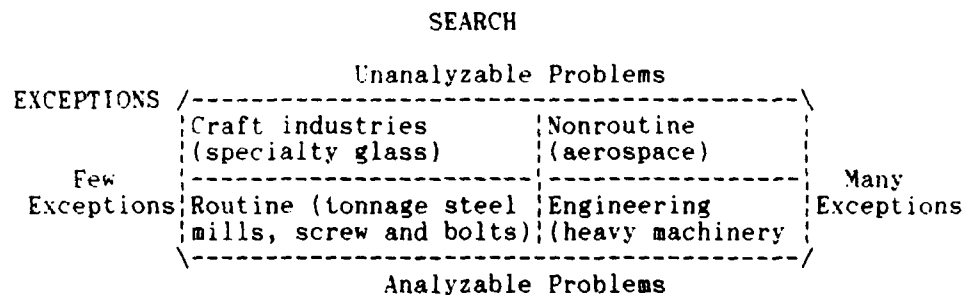 SEARCH
Unanalyzable Problems
EXCEPTIONS
Craft industries (specialty glass)
Nonroutine (aerospace)
Few Exceptions
Many Exceptions
Routine (tonnage steel mills, screw and bolts)
Engineering (heavy machinery
Analyzable Problems